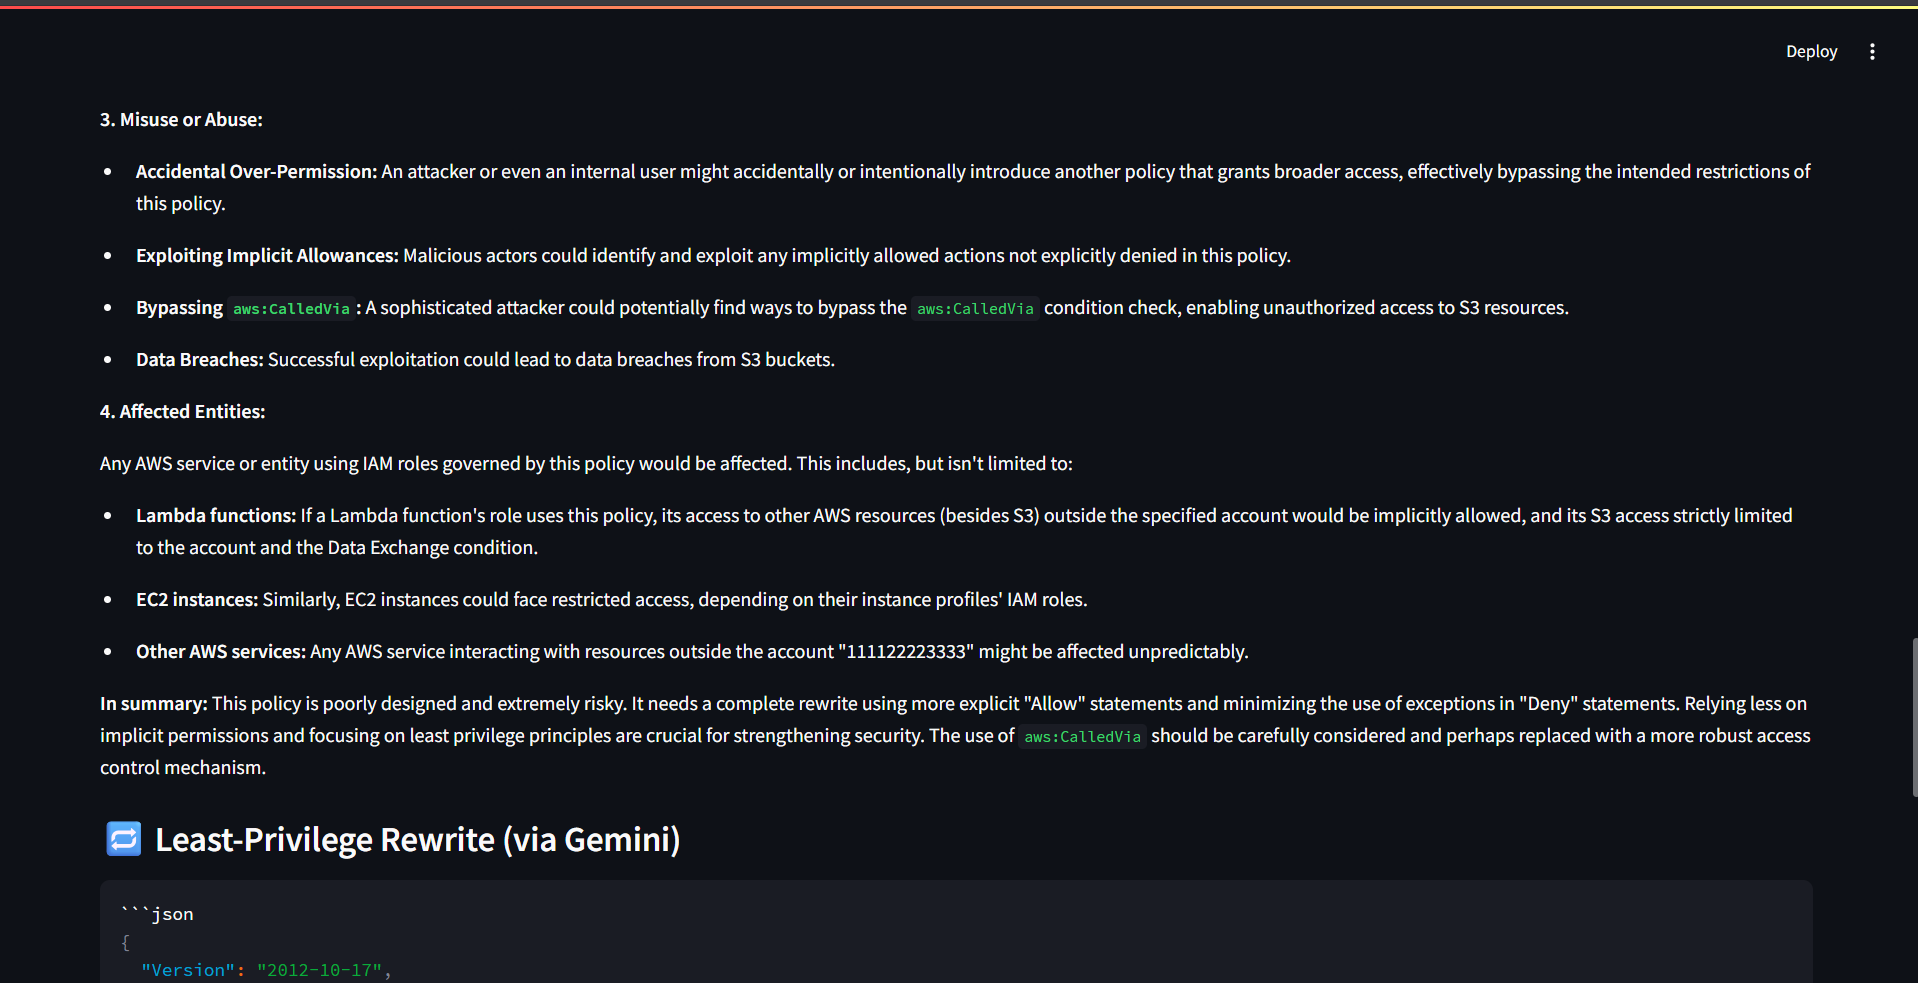 Deploy
3. Misuse or Abuse:
• Accidental Over-Permission: An attacker or even an internal user might accidentally or intentionally introduce another policy that grants broader access, effectively bypassing the intended restrictions of
this policy.
• Exploiting Implicit Allowances: Malicious actors could identify and exploit any implicitly allowed actions not explicitly denied in this policy.
• Bypassing aws:CalledVia : A sophisticated attacker could potentially find ways to bypass the aws:CalledVia condition check, enabling unauthorized access to S3 resources.
• Data Breaches: Successful exploitation could lead to data breaches from S3 buckets.
4. Affected Entities:
Any AWS service or entity using IAM roles governed by this policy would be affected. This includes, but isn't limited to:
• Lambda functions: If a Lambda function's role uses this policy, its access to other AWS resources (besides S3) outside the specified account would be implicitly allowed, and its S3 access strictly limited
to the account and the Data Exchange condition.
• EC2 instances: Similarly, EC2 instances could face restricted access, depending on their instance profiles' IAM roles.
• Other AWS services: Any AWS service interacting with resources outside the account "111122223333" might be affected unpredictably.
In summary: This policy is poorly designed and extremely risky. It needs a complete rewrite using more explicit "Allow" statements and minimizing the use of exceptions in "Deny" statements. Relying less on
implicit permissions and focusing on least privilege principles are crucial for strengthening security. The use of aws:CalledVia should be carefully considered and perhaps replaced with a more robust access
control mechanism.
🔁 Least-Privilege Rewrite (via Gemini)
```json
{
"Version": "2012-10-17",